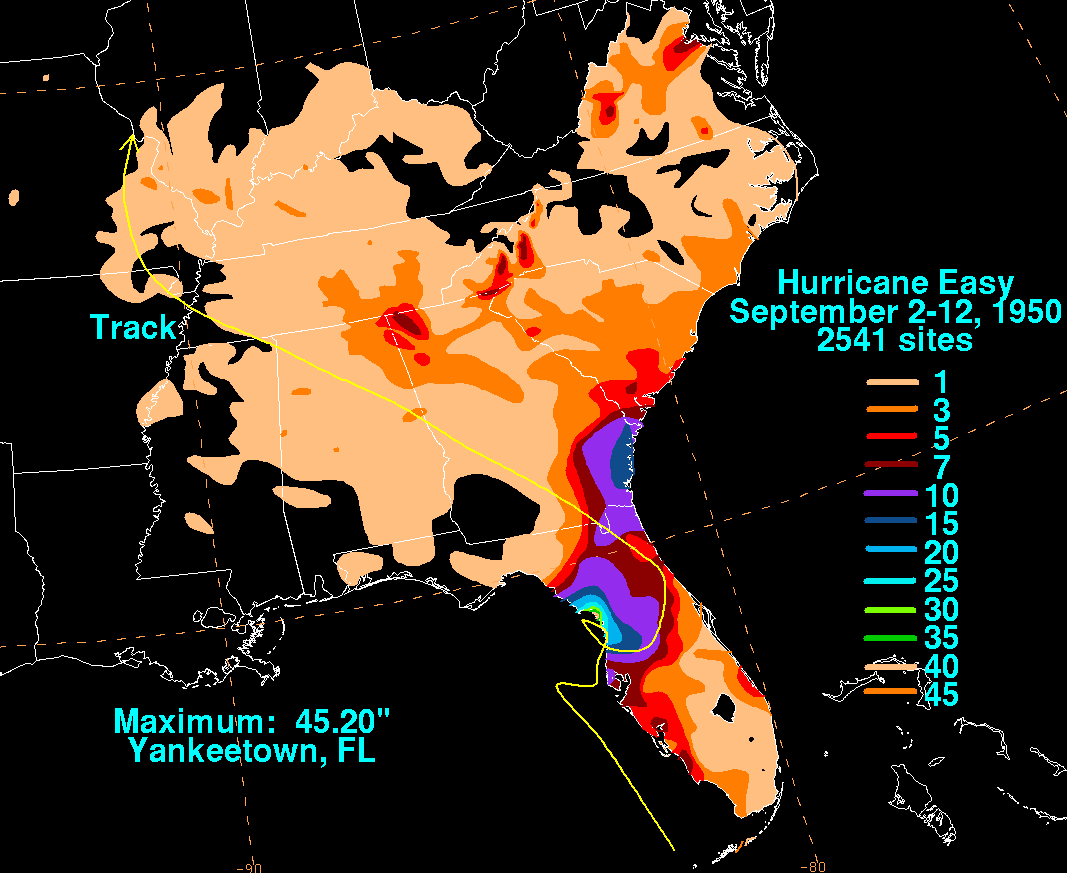 Hurricane Easy
September 2-12, 1950
2541 sites
Track
1
3
5
7
10
15
20
25
30
35
40
45
Maximum:  45.20"
Yankeetown, FL
-90
-80